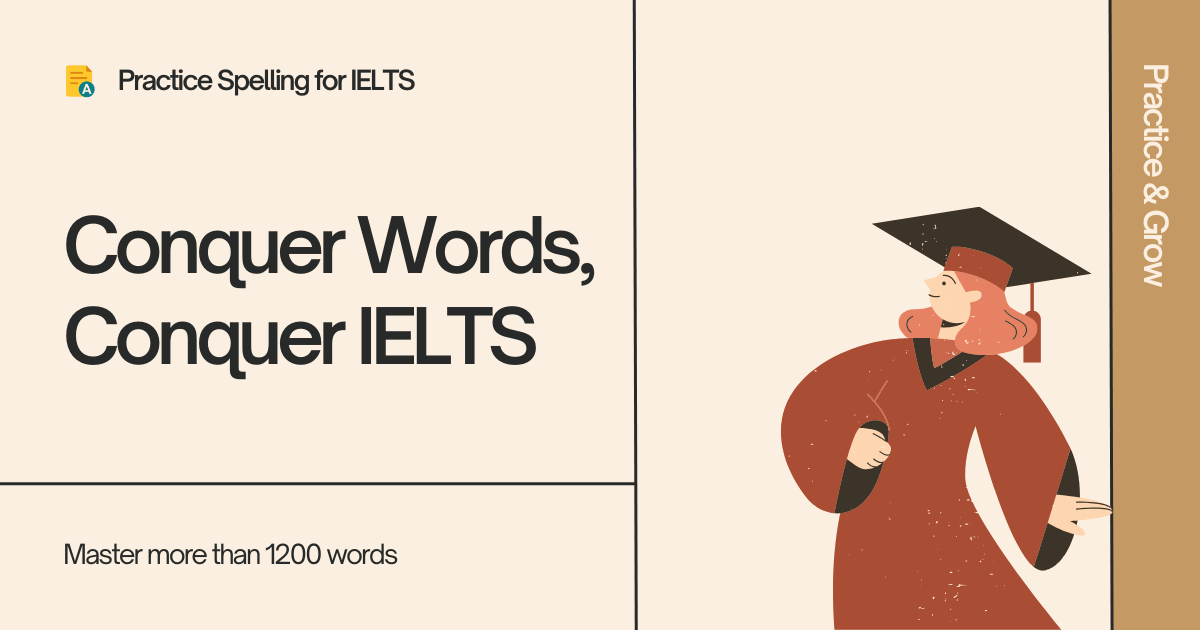 Practice Spelling for IELTS
Conquer Words,
Conquer IELTS
Master more than 1200 words
Practice & Grow
A